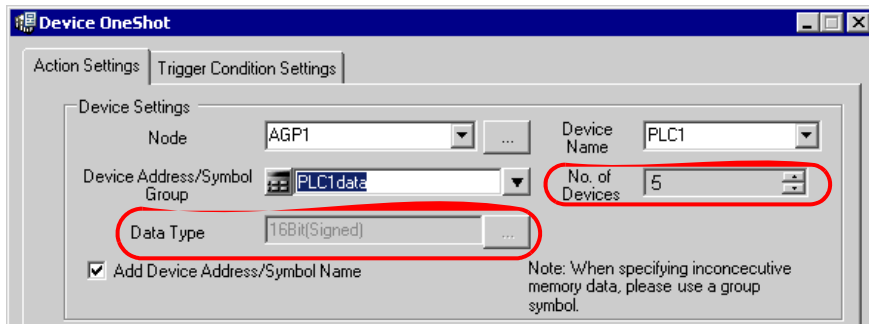 Device OneShot
Action Settings
Trigger Condition Settings
Device Settings
Node
AGP1
...
Device
Name
PLC1
Device Address/Symbol
Group
PLC1data
No. of
Devices
5
Data Type
16Bit(Signed)
...
Add Device Address/Symbol Name
Note: When specifying inconcecutive
memory data, please use a group
symbol.